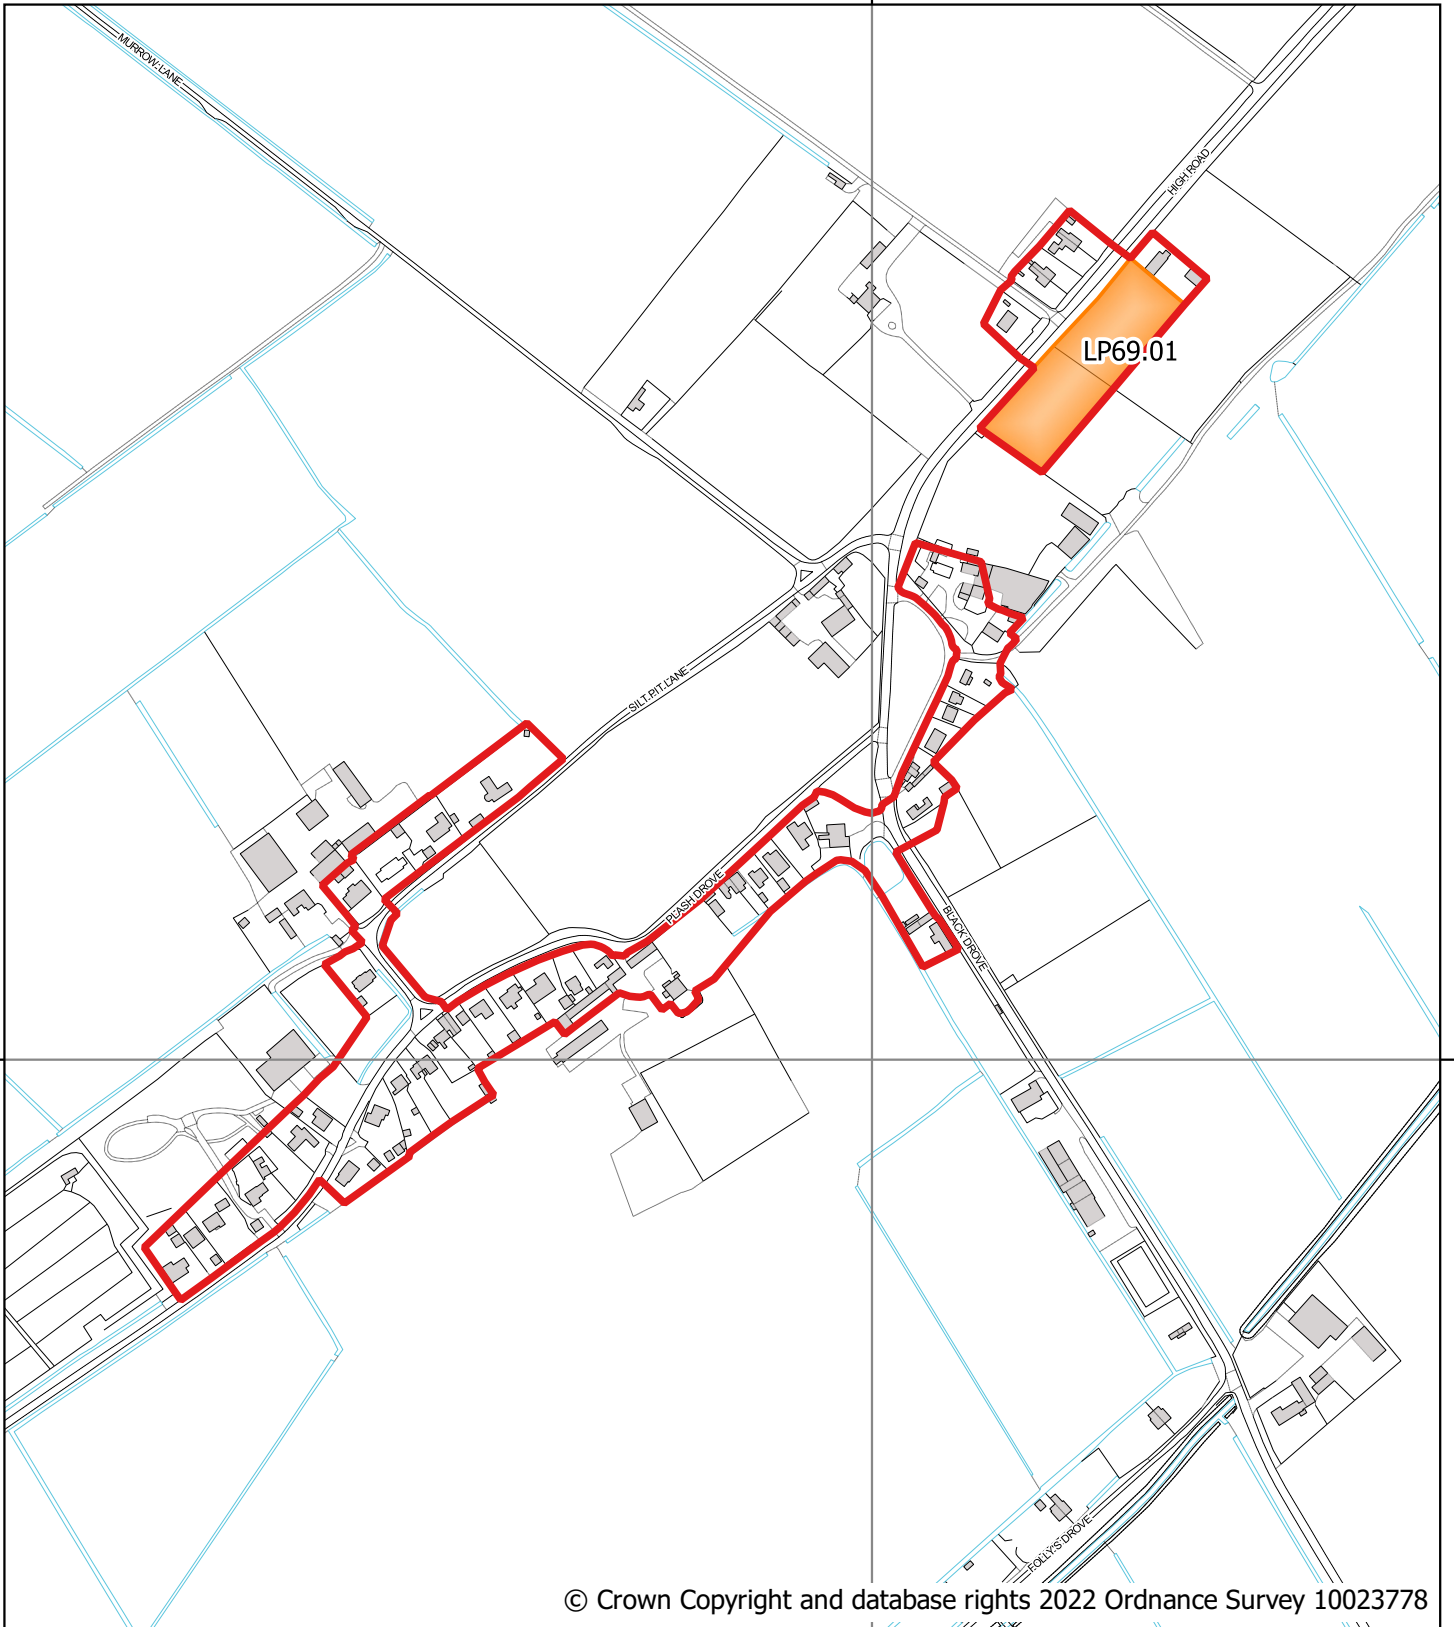 MURROW LANE
HIGH ROAD
LP69.01
SILT PIT LANE
PLASH DROVE
BLACK DROVE
FOLLY'S DROVE
© Crown Copyright and database rights 2022 Ordnance Survey 10023778